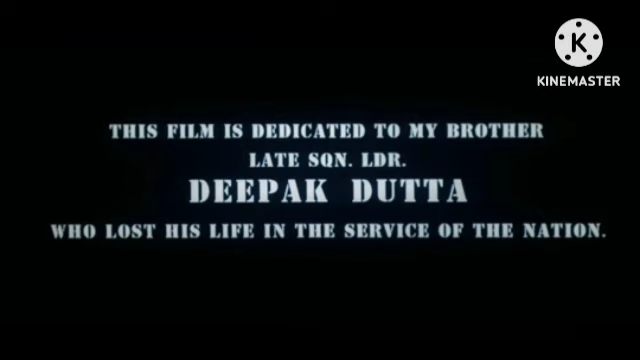 KINEMASTER
THIS FILM IS DEDICATED TO MY BROTHER
LATE SQN. LDR.
DEEPAK DUTTA
WHO LOST HIS LIFE IN THE SERVICE OF THE NATION.